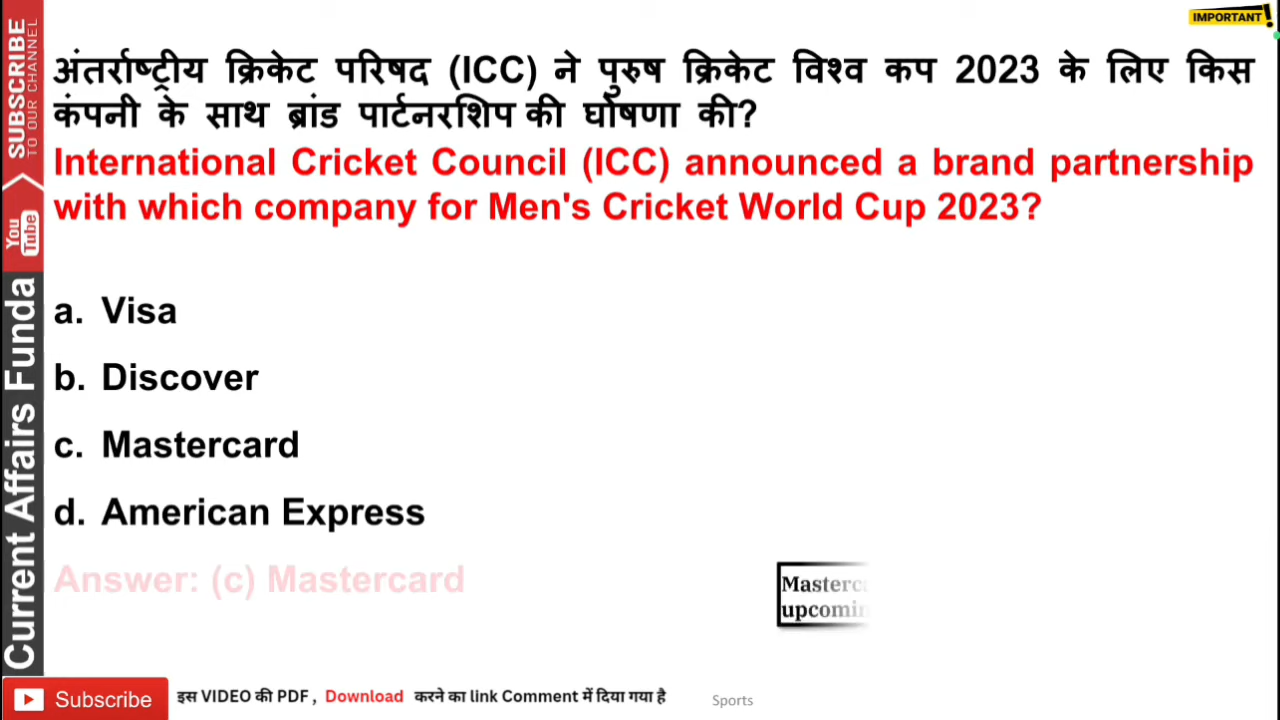 IMPORTANT!
अंतर्राष्ट्रीय क्रिकेट परिषद (ICC) ने पुरुष क्रिकेट विश्व कप 2023 के लिए किस
कंपनी के साथ ब्रांड पार्टनरशिप की घोषणा की?
International Cricket Council (ICC) announced a brand partnership
with which company for Men's Cricket World Cup 2023?
a. Visa
b. Discover
c. Mastercard
d. American Express
Answer: (c) Mastercard
SUBSCRIBE
TO OUR CHANNEL
You
Tube
Current Affairs Funda
Subscribe
इस VIDEO की PDF , Download करने का link Comment में दिया गया है
Sports